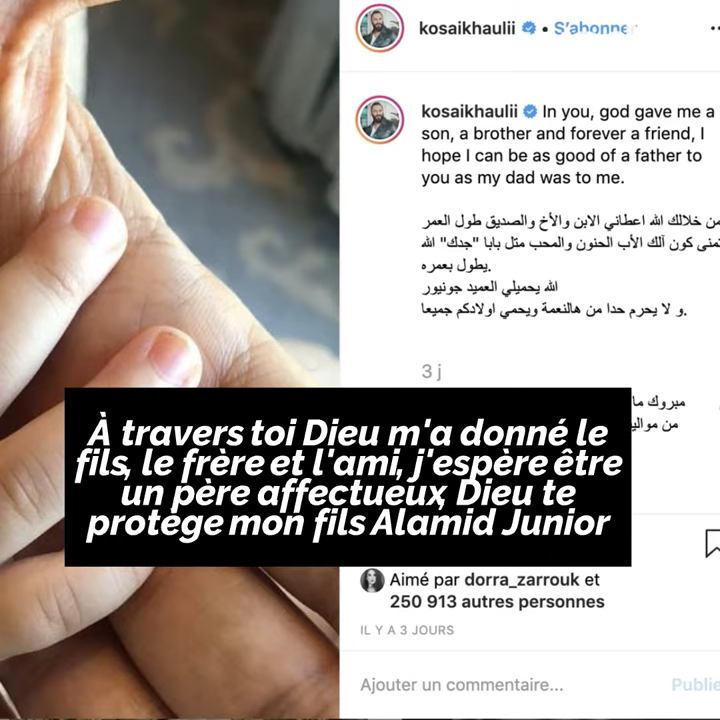 kosaikhaulii • S'abonner
kosaikhaulii In you, god gave me a
son, a brother and forever a friend, I
hope I can be as good of a father to
you as my dad was to me.
من خلالك الله اعطاني الابن والأخ والصديق طول العمر
كون آلك الأب الحنون والمحب متل بابا "جدك" الله
يطول بعمره.
الله يحميلي العميد جونيور
و لا يحرم حدا من هالنعمة ويحمي اولادكم جميعا.
3 j
مبروك
من
À travers toi Dieu m'a donné le
fils, le frère et l'ami, j'espère être
un père affectueux, Dieu te
protége mon fils Alamid Junior
Aimé par dorra_zarrouk et
250 913 autres personnes
IL Y A 3 JOURS
Ajouter un commentaire...